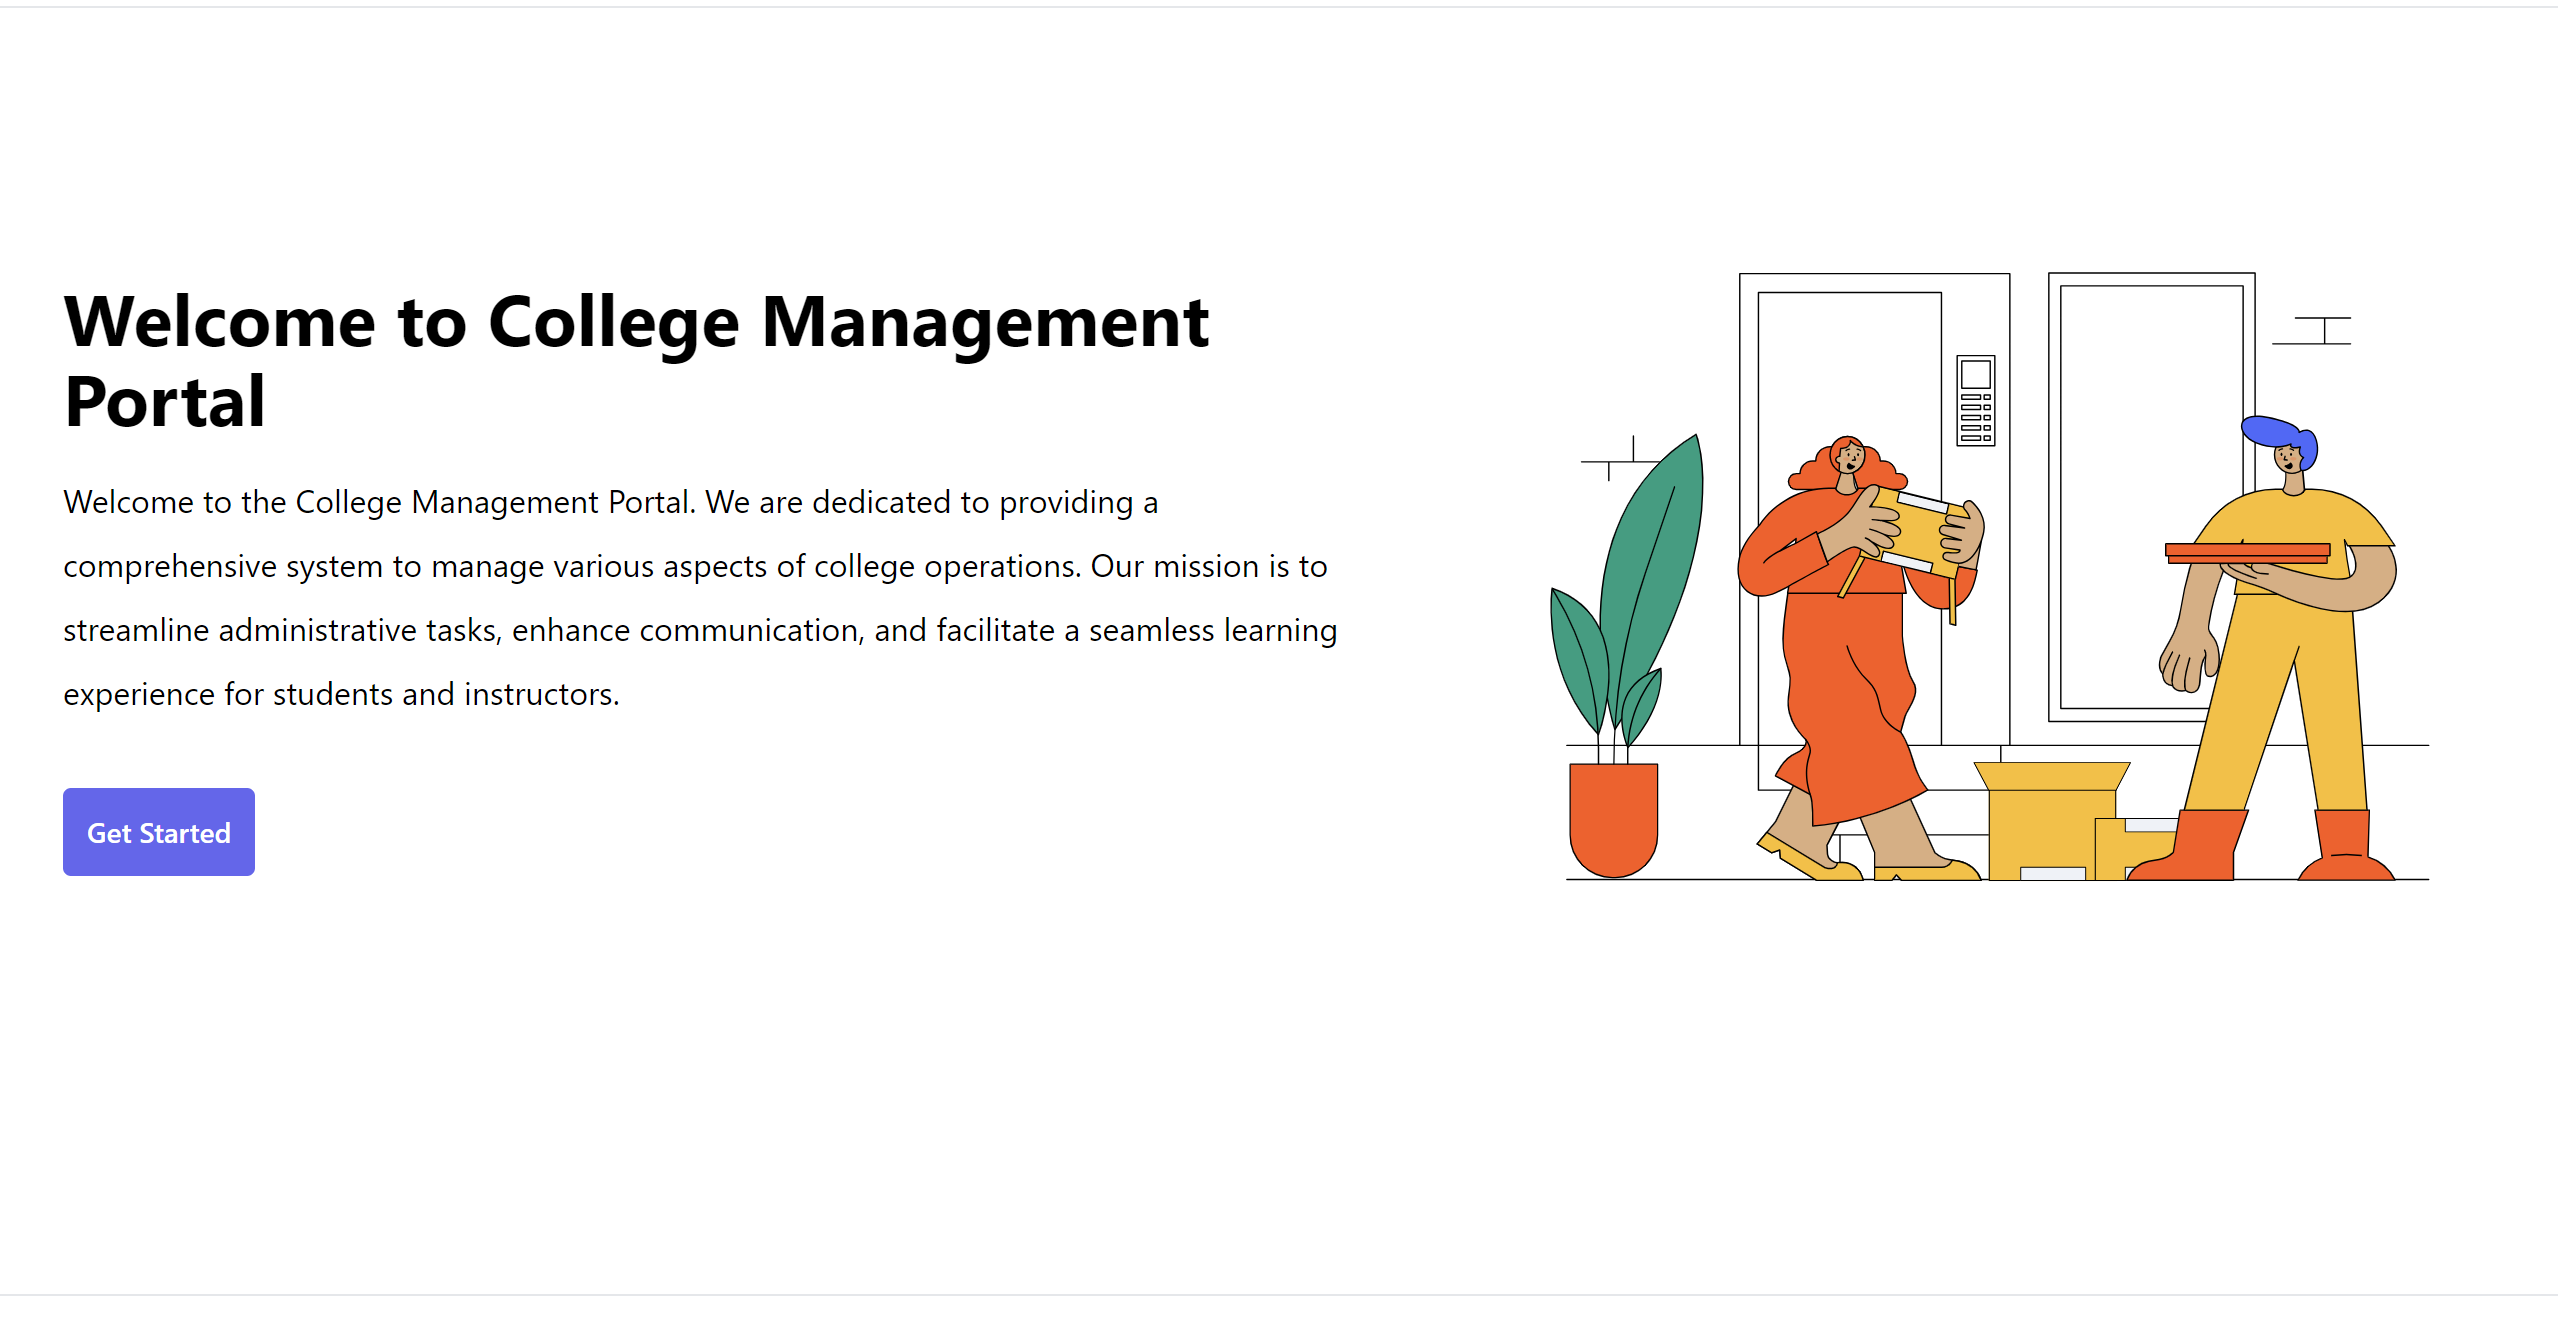 Welcome to College Management
Portal
Welcome to the College Management Portal. We are dedicated to providing a
comprehensive system to manage various aspects of college operations. Our mission is to
streamline administrative tasks, enhance communication, and facilitate a seamless learning
experience for students and instructors.
Get Started